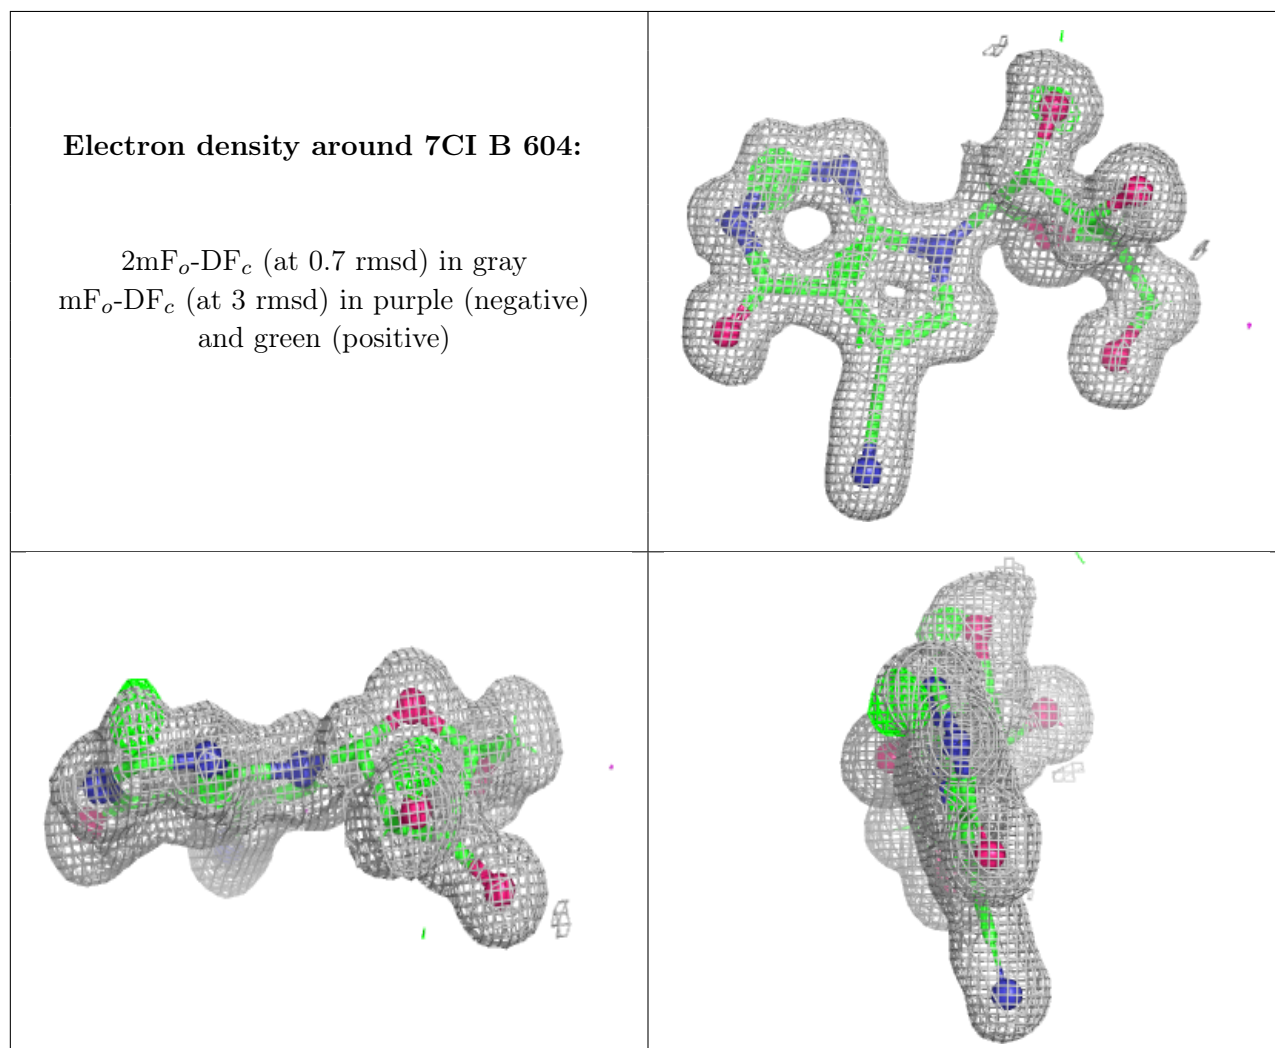 Electron density around 7CI B 604:
2mFo-DFc (at 0.7 rmsd) in gray
mFo-DFc (at 3 rmsd) in purple (negative)
and green (positive)